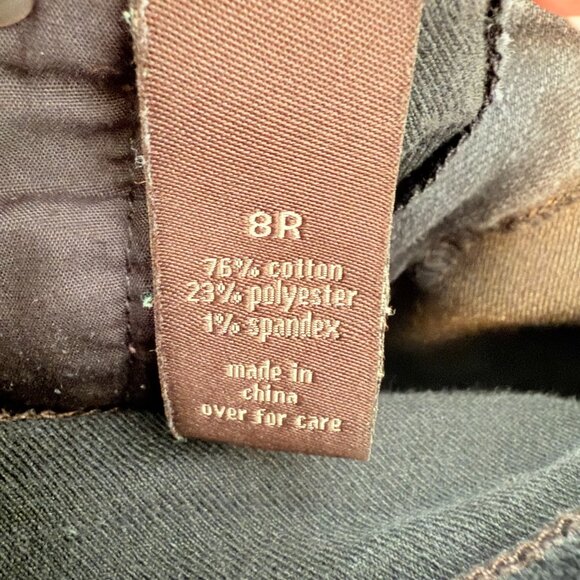 8R
76% cotton
23% polyester
1% spandex
made in
china
over for care